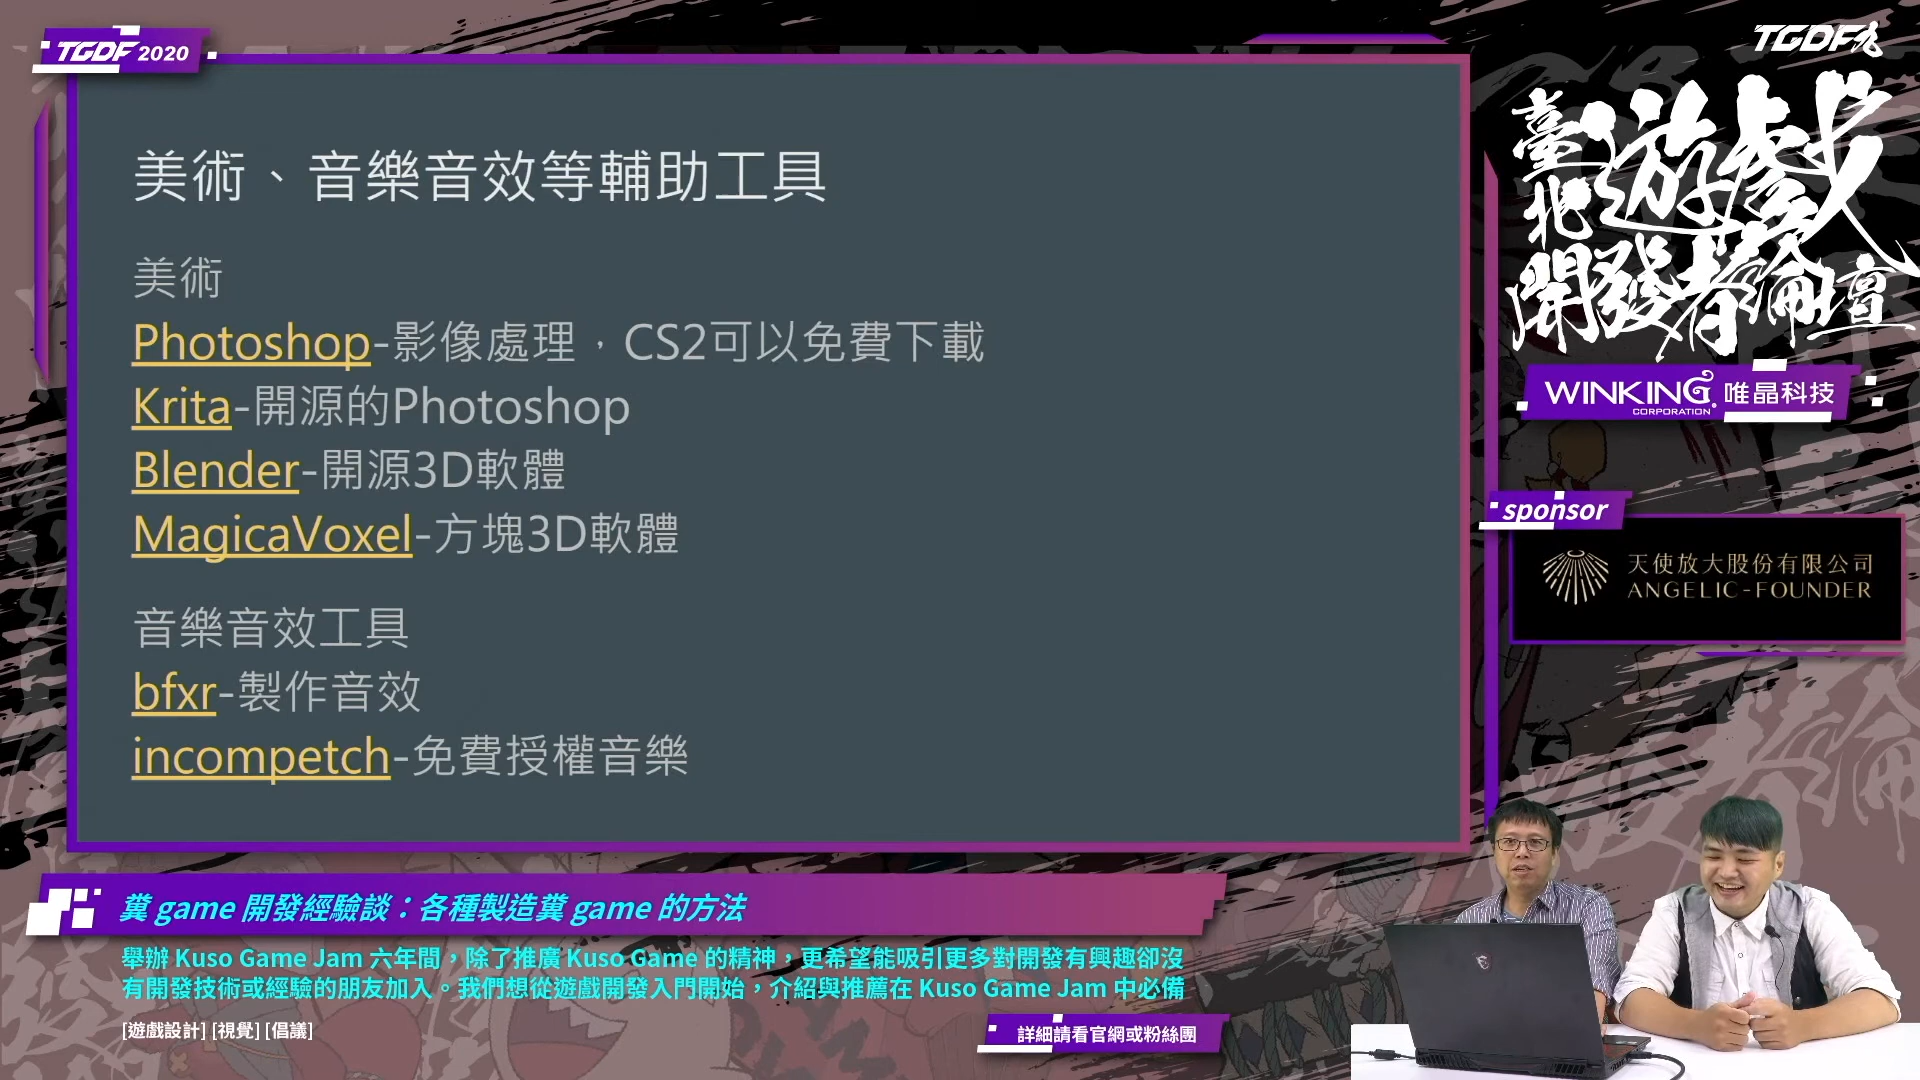 TGDF 2020
美術、音樂音效等輔助工具
美術
Photoshop-影像處理，CS2可以免費下載
Krita-開源的Photoshop
Blender-開源3D軟體
MagicaVoxel-方塊3D軟體
音樂音效工具
bfxr-製作音效
incompetch-免費授權音樂
TGDF九
臺北遊戲
開發者論壇
WINKING CORPORATION 唯晶科技
sponsor
天使放大股份有限公司
ANGELIC-FOUNDER
糞 game 開發經驗談：各種製造糞 game 的方法
舉辦 Kuso Game Jam 六年間，除了推廣 Kuso Game 的精神，更希望能吸引更多對開發有興趣卻沒
有開發技術或經驗的朋友加入。我們想從遊戲開發入門開始，介紹與推薦在 Kuso Game Jam 中必備
[遊戲設計] [視覺] [倡議]
詳細請看官網或粉絲團